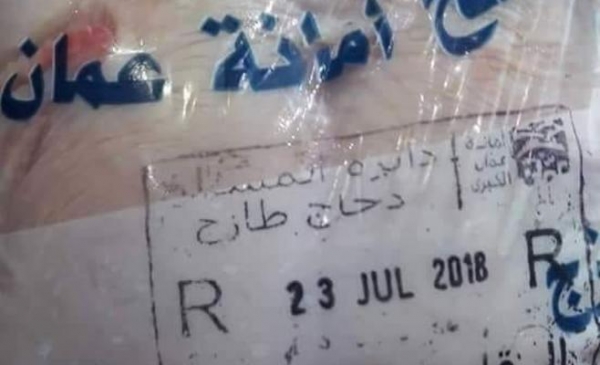 أمانة عمان
أمانة
عمان
الكبرى
دائرة المسلخ
دجاج طازج
R 23 JUL 2018 R